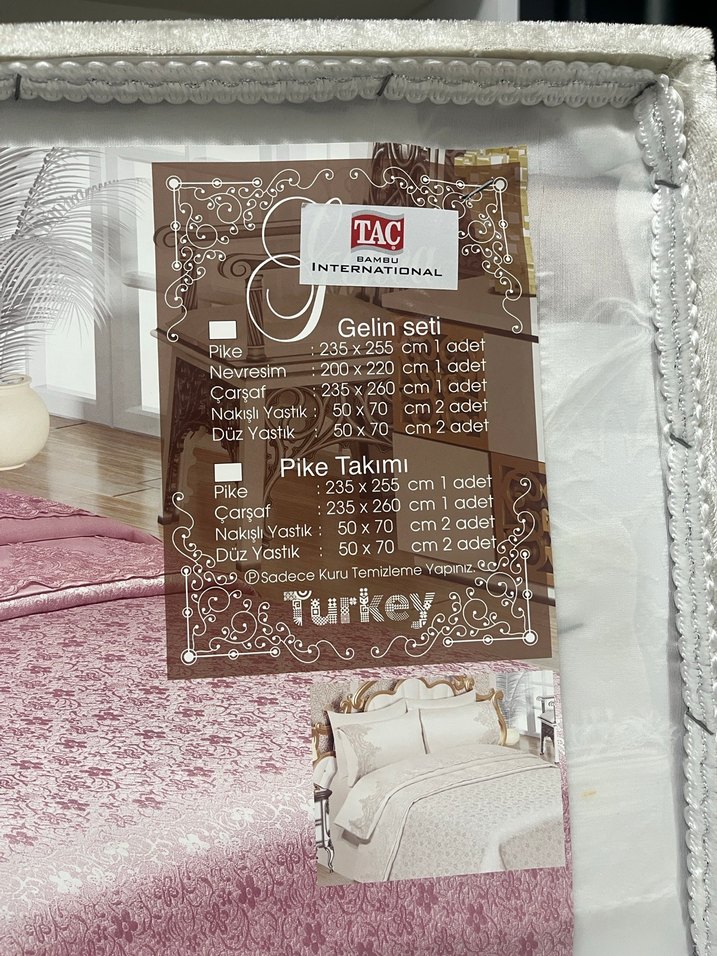 TAÇ
BAMBU
INTERNATIONAL
Gelin seti
Pike : 235 x 255 cm 1 adet
Nevresim : 200 x 220 cm 1 adet
Çarşaf : 235 x 260 cm 1 adet
Nakışlı Yastık : 50 x 70 cm 2 adet
Düz Yastık : 50 x 70 cm 2 adet
Pike Takımı
Pike : 235 x 255 cm 1 adet
Çarşaf : 235 x 260 cm 1 adet
Nakışlı Yastık : 50 x 70 cm 2 adet
Düz Yastık : 50 x 70 cm 2 adet
Ⓟ Sadece Kuru Temizleme Yapınız.
Turkey